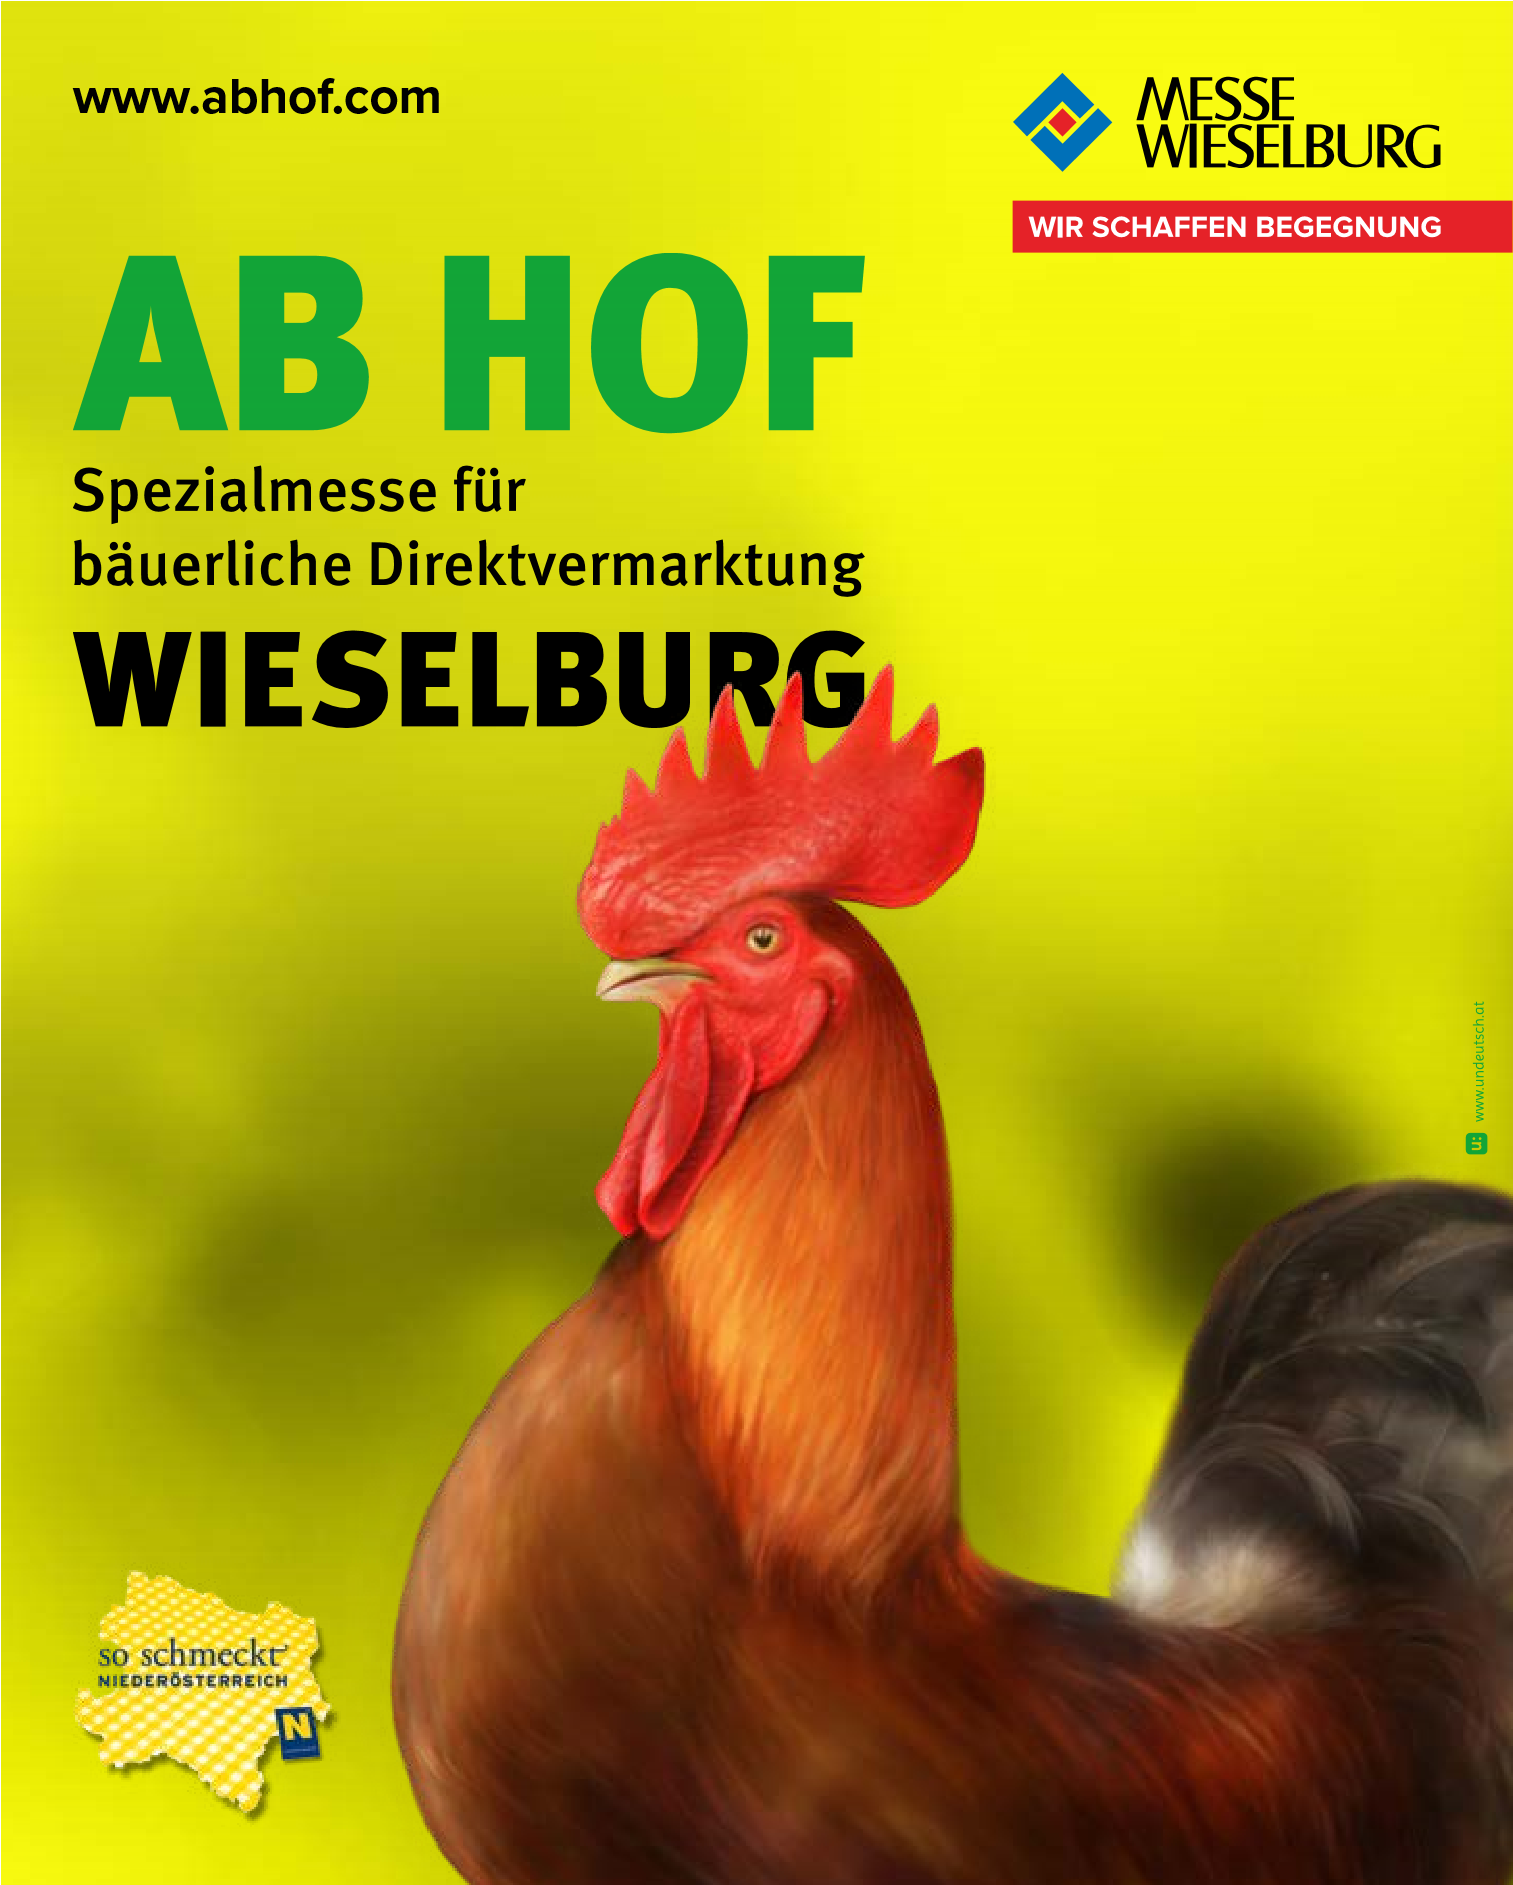 www.abhof.com
MESSE
WIESELBURG
WIR SCHAFFEN BEGEGNUNG
AB HOF
Spezialmesse für
bäuerliche Direktvermarktung
WIESELBURG
u: www.undeutsch.at
so schmeckt
NIEDERÖSTERREICH
N